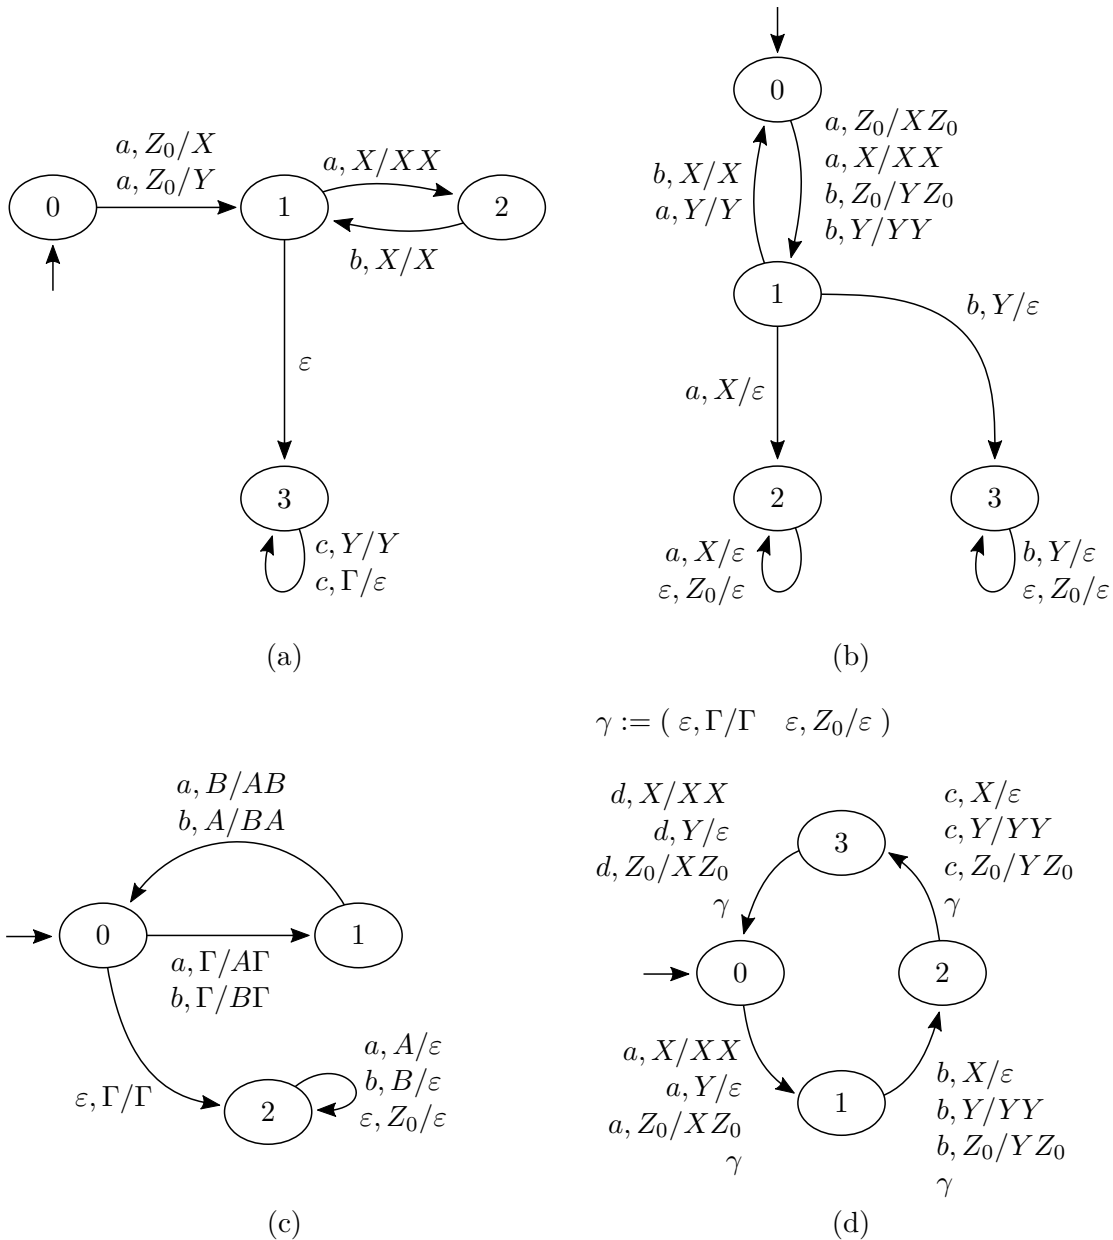 a, Z₀/X
a, Z₀/Y
0
1
a, X/XX
2
b, X/X
ε
3
c, Y/Y
c, Γ/ε
(a)
0
a, Z₀/XZ₀
a, X/XX
b, Z₀/YZ₀
b, Y/YY
b, X/X
a, Y/Y
1
b, Y/ε
a, X/ε
2
a, X/ε
ε, Z₀/ε
3
b, Y/ε
ε, Z₀/ε
(b)
a, B/AB
b, A/BA
0
1
a, Γ/AΓ
b, Γ/BΓ
ε, Γ/Γ
2
a, A/ε
b, B/ε
ε, Z₀/ε
(c)
γ := ( ε, Γ/Γ ε, Z₀/ε )
d, X/XX
d, Y/ε
d, Z₀/XZ₀
γ
3
c, X/ε
c, Y/YY
c, Z₀/YZ₀
γ
0
2
a, X/XX
a, Y/ε
a, Z₀/XZ₀
γ
1
b, X/ε
b, Y/YY
b, Z₀/YZ₀
γ
(d)